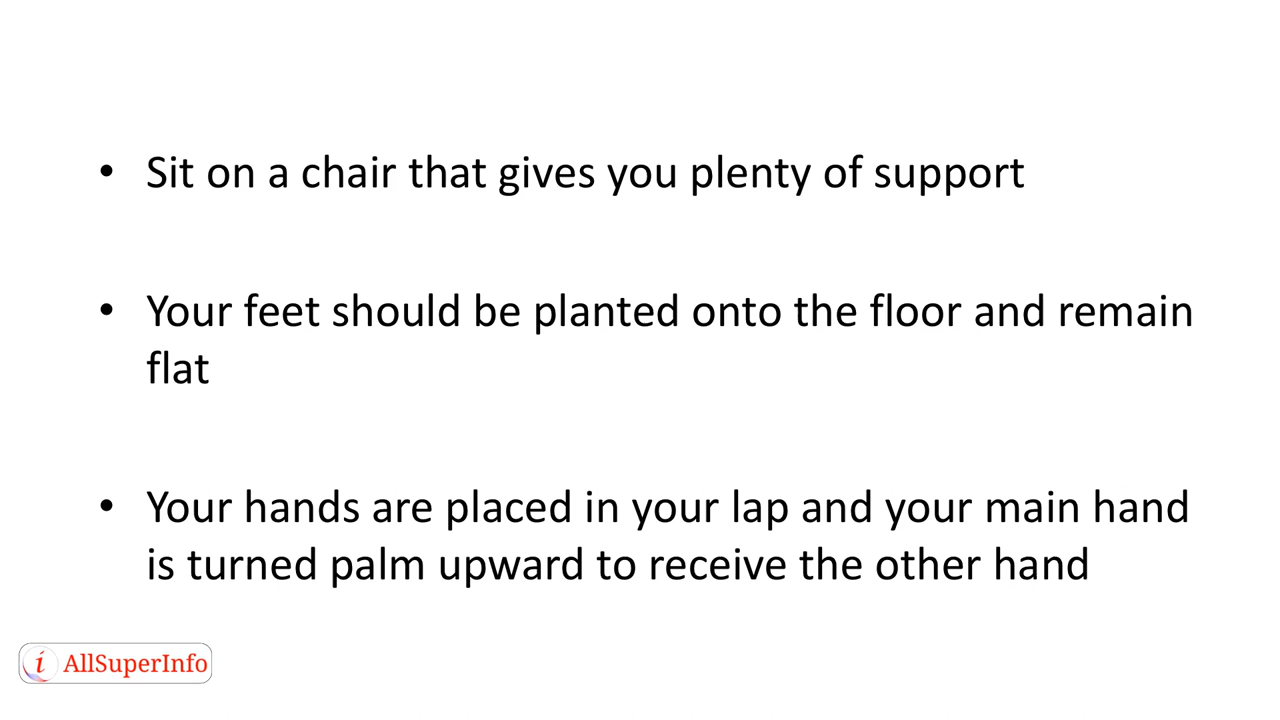 • Sit on a chair that gives you plenty of support
• Your feet should be planted onto the floor and remain
flat
• Your hands are placed in your lap and your main hand
is turned palm upward to receive the other hand
i AllSuperInfo